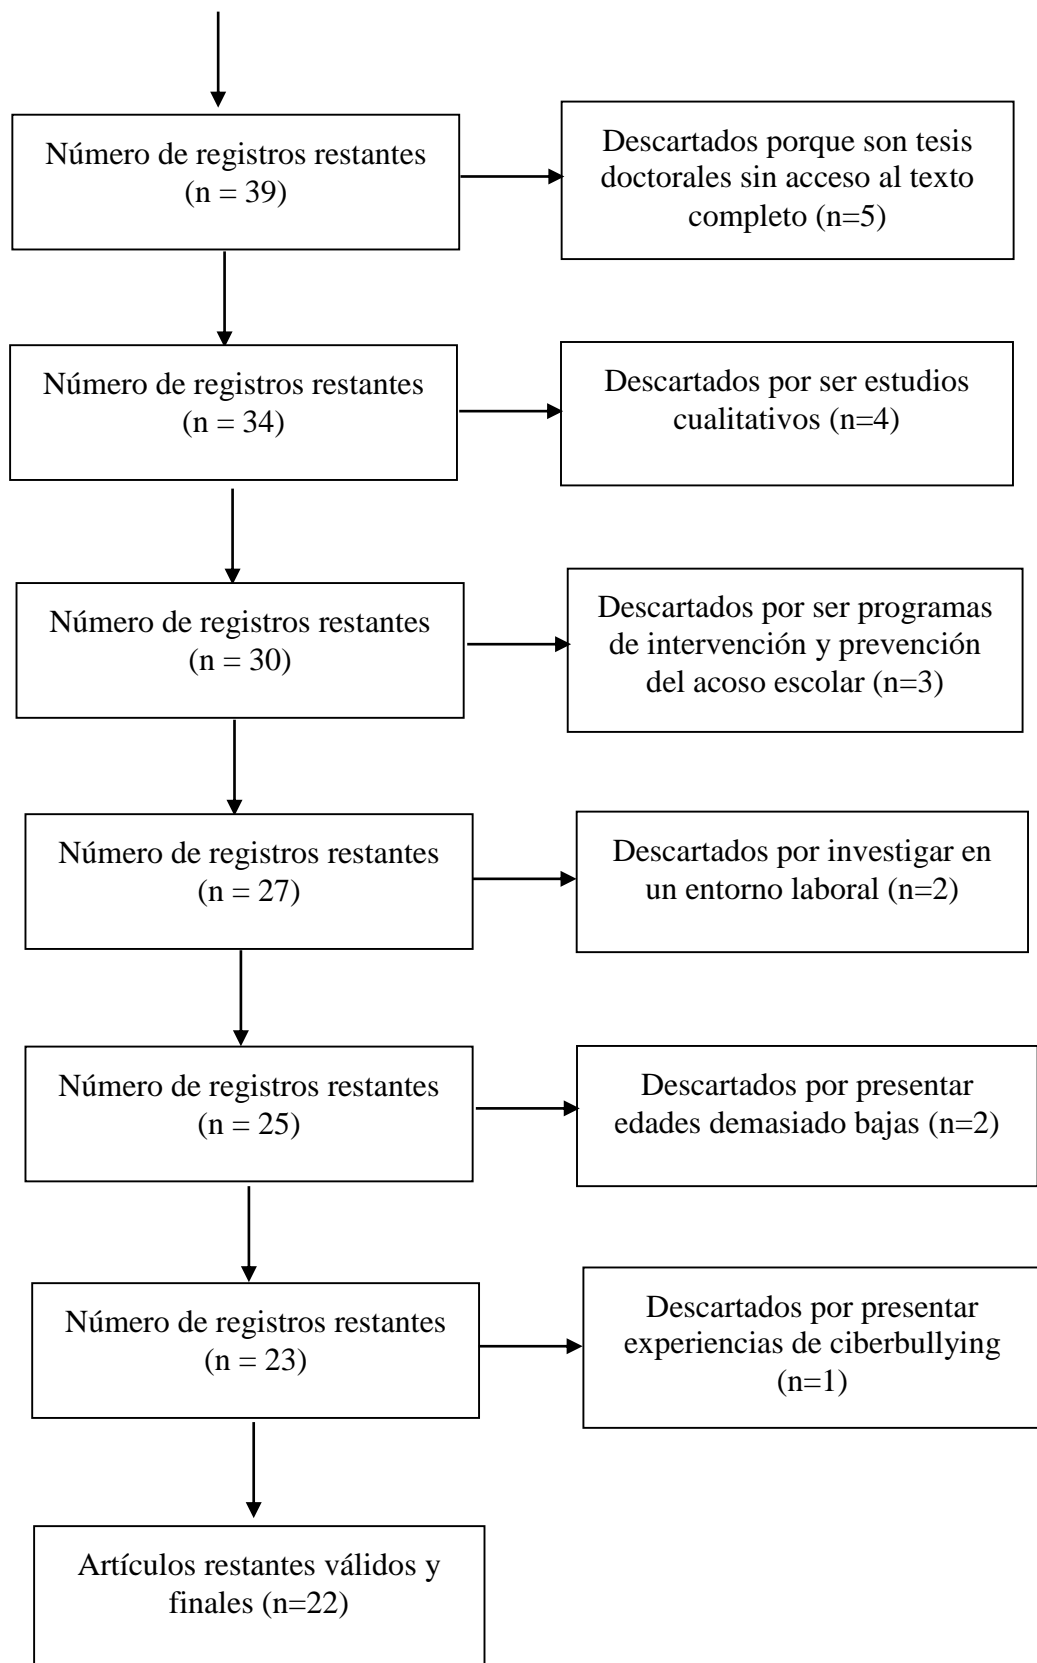 Número de registros restantes
(n = 39)
Descartados porque son tesis
doctorales sin acceso al texto
completo (n=5)
Número de registros restantes
(n = 34)
Descartados por ser estudios
cualitativos (n=4)
Número de registros restantes
(n = 30)
Descartados por ser programas
de intervención y prevención
del acoso escolar (n=3)
Número de registros restantes
(n = 27)
Descartados por investigar en
un entorno laboral (n=2)
Número de registros restantes
(n = 25)
Descartados por presentar
edades demasiado bajas (n=2)
Número de registros restantes
(n = 23)
Descartados por presentar
experiencias de ciberbullying
(n=1)
Artículos restantes válidos y
finales (n=22)